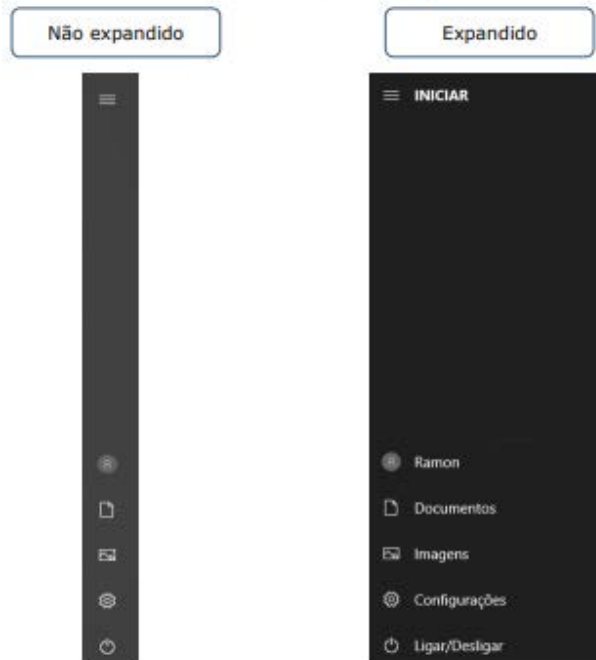 Não expandido
Expandido
INICIAR
Ramon
Documentos
Imagens
Configurações
Ligar/Desligar